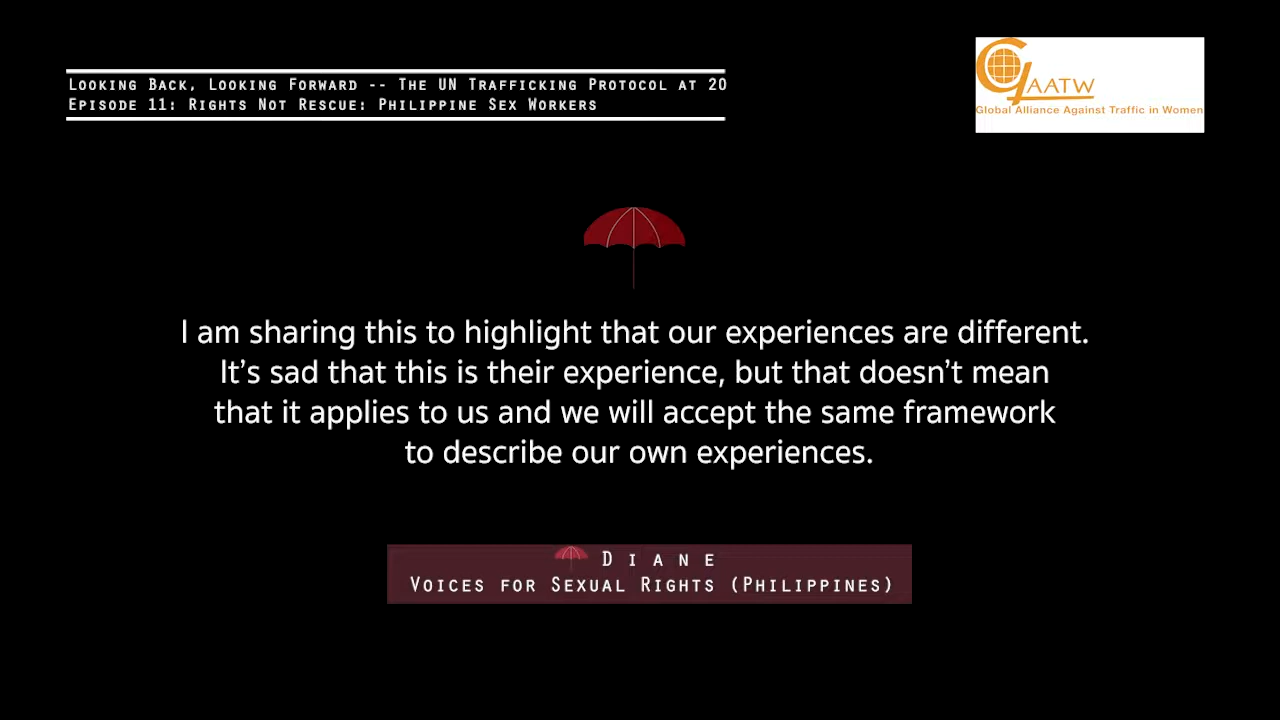 Looking Back, Looking Forward -- The UN Trafficking Protocol at 20
Episode 11: Rights Not Rescue: Philippine Sex Workers
GAATW
Global Alliance Against Traffic in Women
I am sharing this to highlight that our experiences are different.
It’s sad that this is their experience, but that doesn’t mean
that it applies to us and we will accept the same framework
to describe our own experiences.
Diane
Voices for Sexual Rights (Philippines)